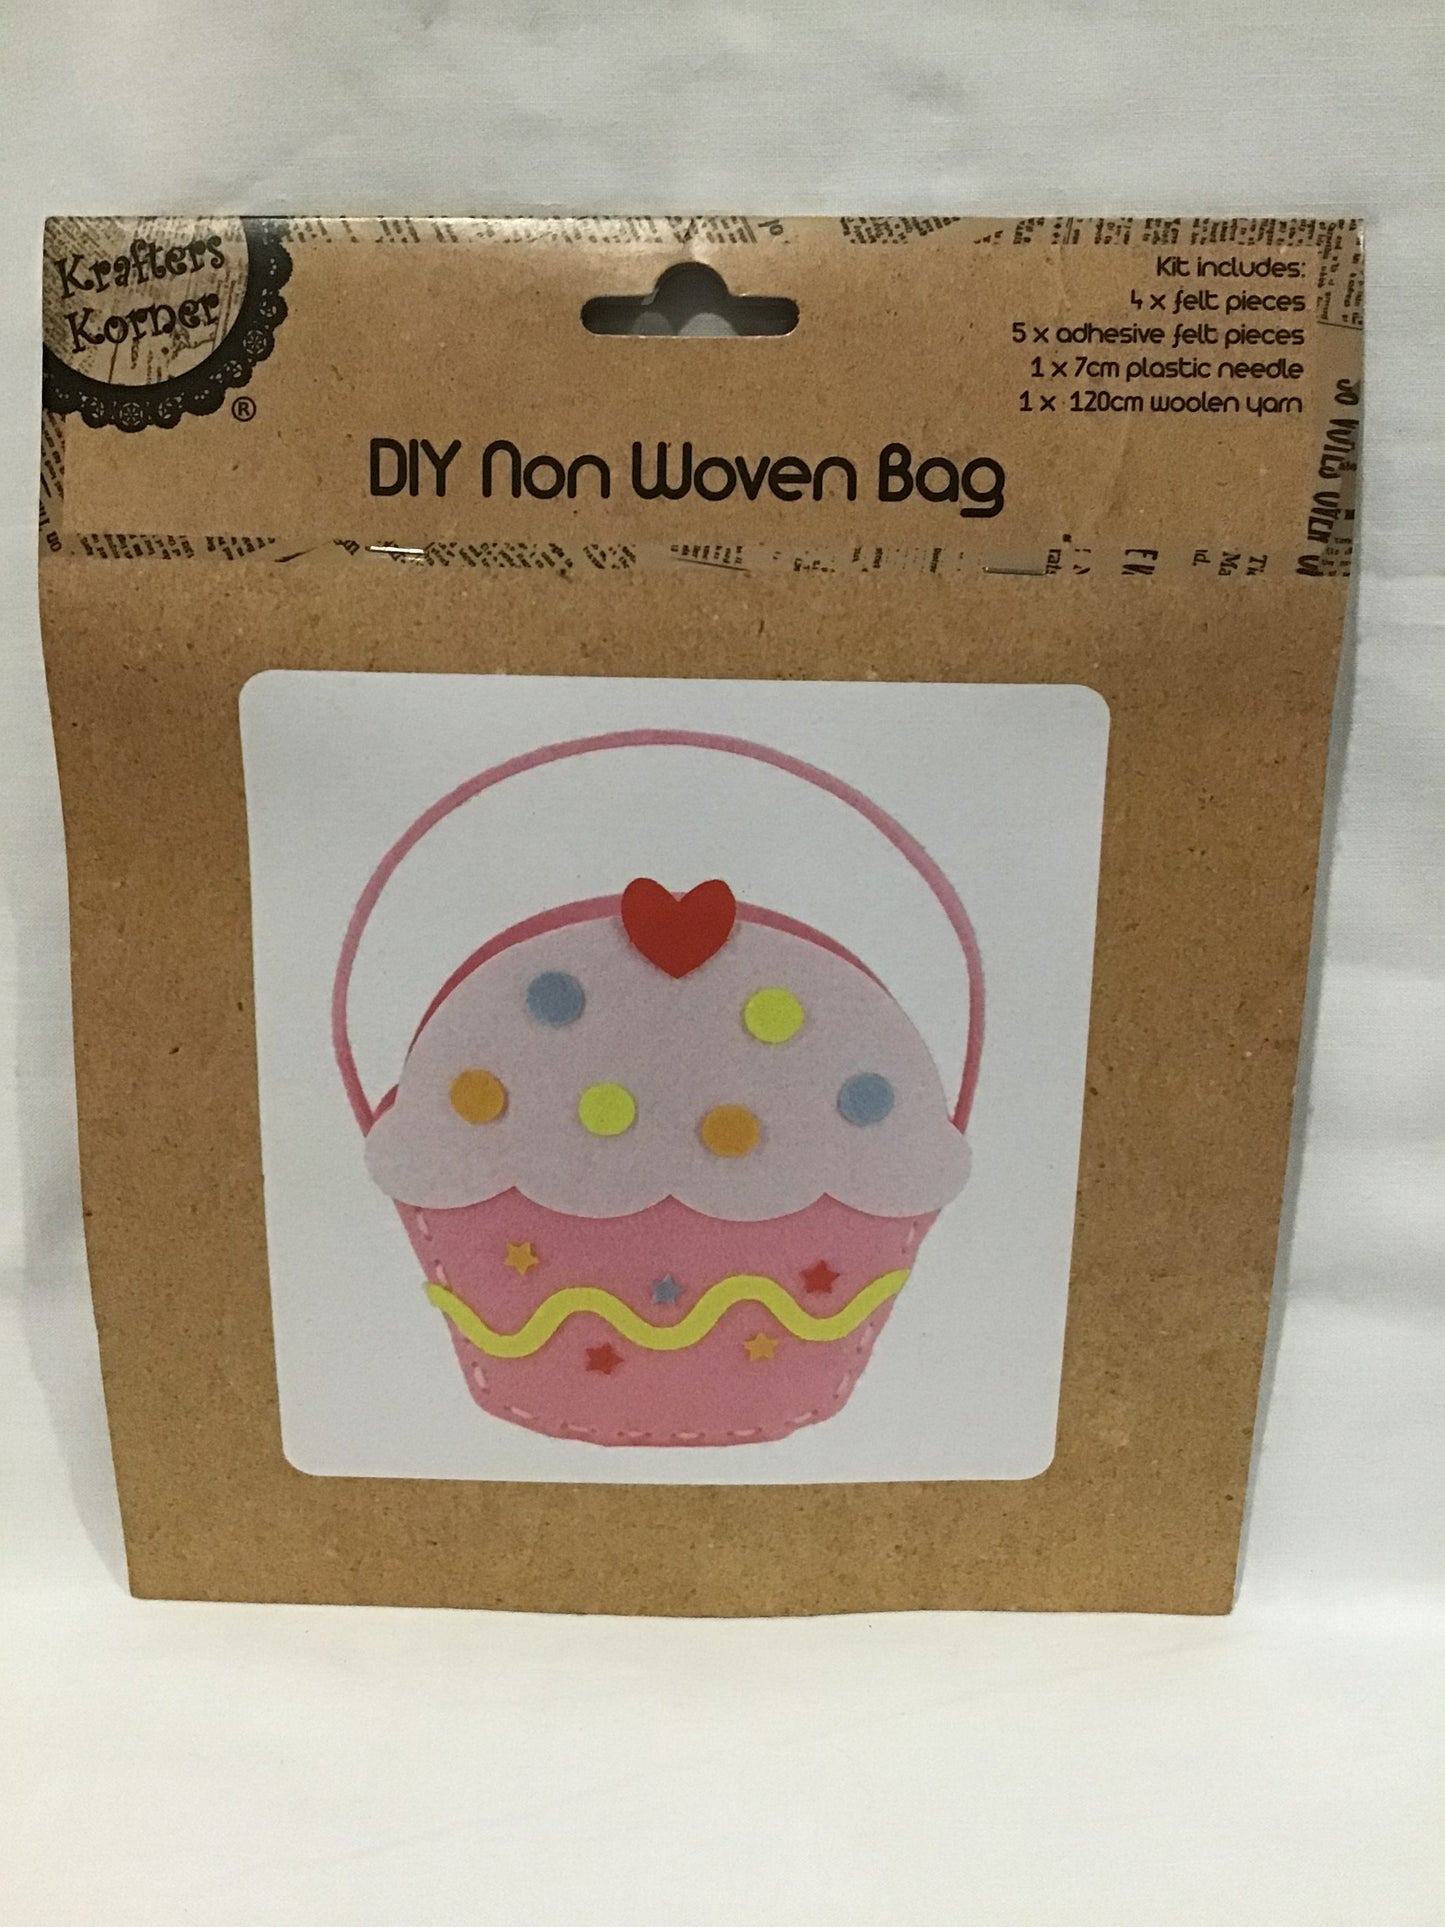 Krafters
Korner
®
Kit includes:
4 x felt pieces
5 x adhesive felt pieces
1 x 7cm plastic needle
1 x 120cm woolen yarn
DIY Non Woven Bag